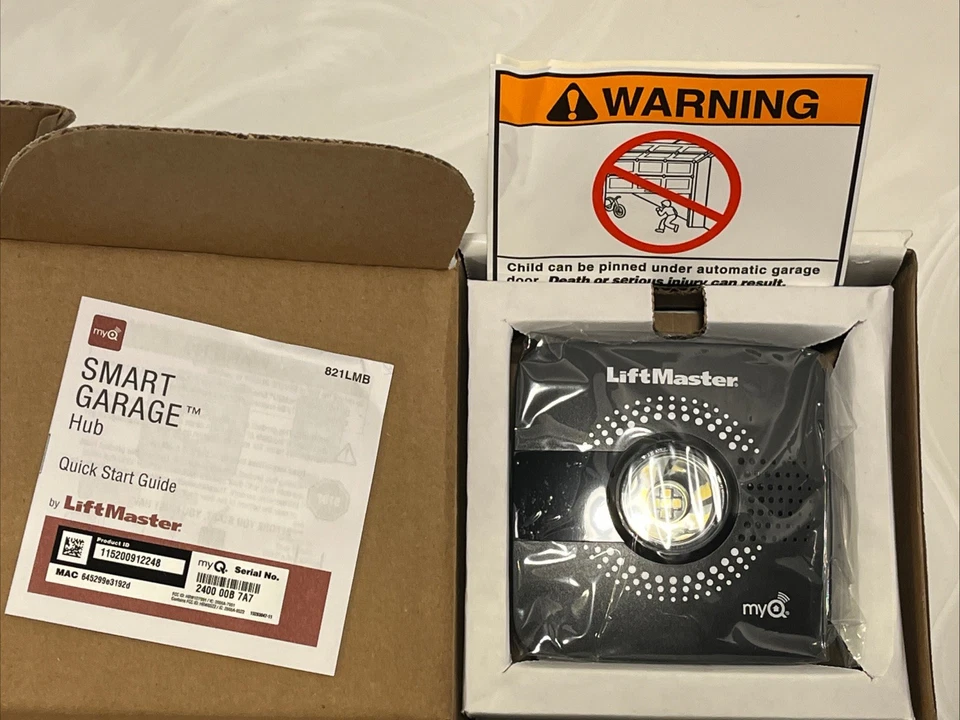 WARNING
Child can be pinned under automatic garage
door. Death or serious injury can result.
myQ
821LMB
SMART
GARAGE™
Hub
Quick Start Guide
by LiftMaster
Product ID
115200912248
MAC 645299e3192d
myQ. Serial No.
2400 00B 7A7
LiftMaster
myQ